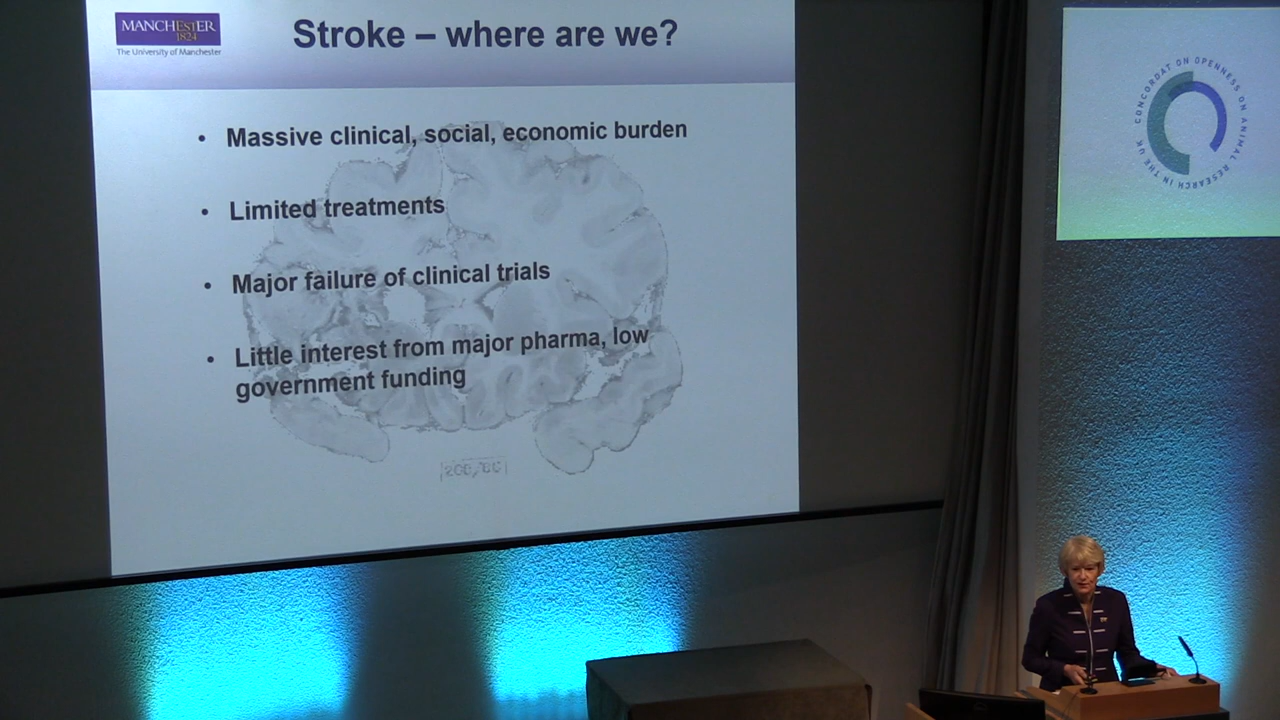 MANCHESTER
1824
The University of Manchester
Stroke – where are we?
• Massive clinical, social, economic burden
• Limited treatments
• Major failure of clinical trials
• Little interest from major pharma, low
government funding
CONCORDAT ON OPENNESS ON ANIMAL RESEARCH IN THE UK